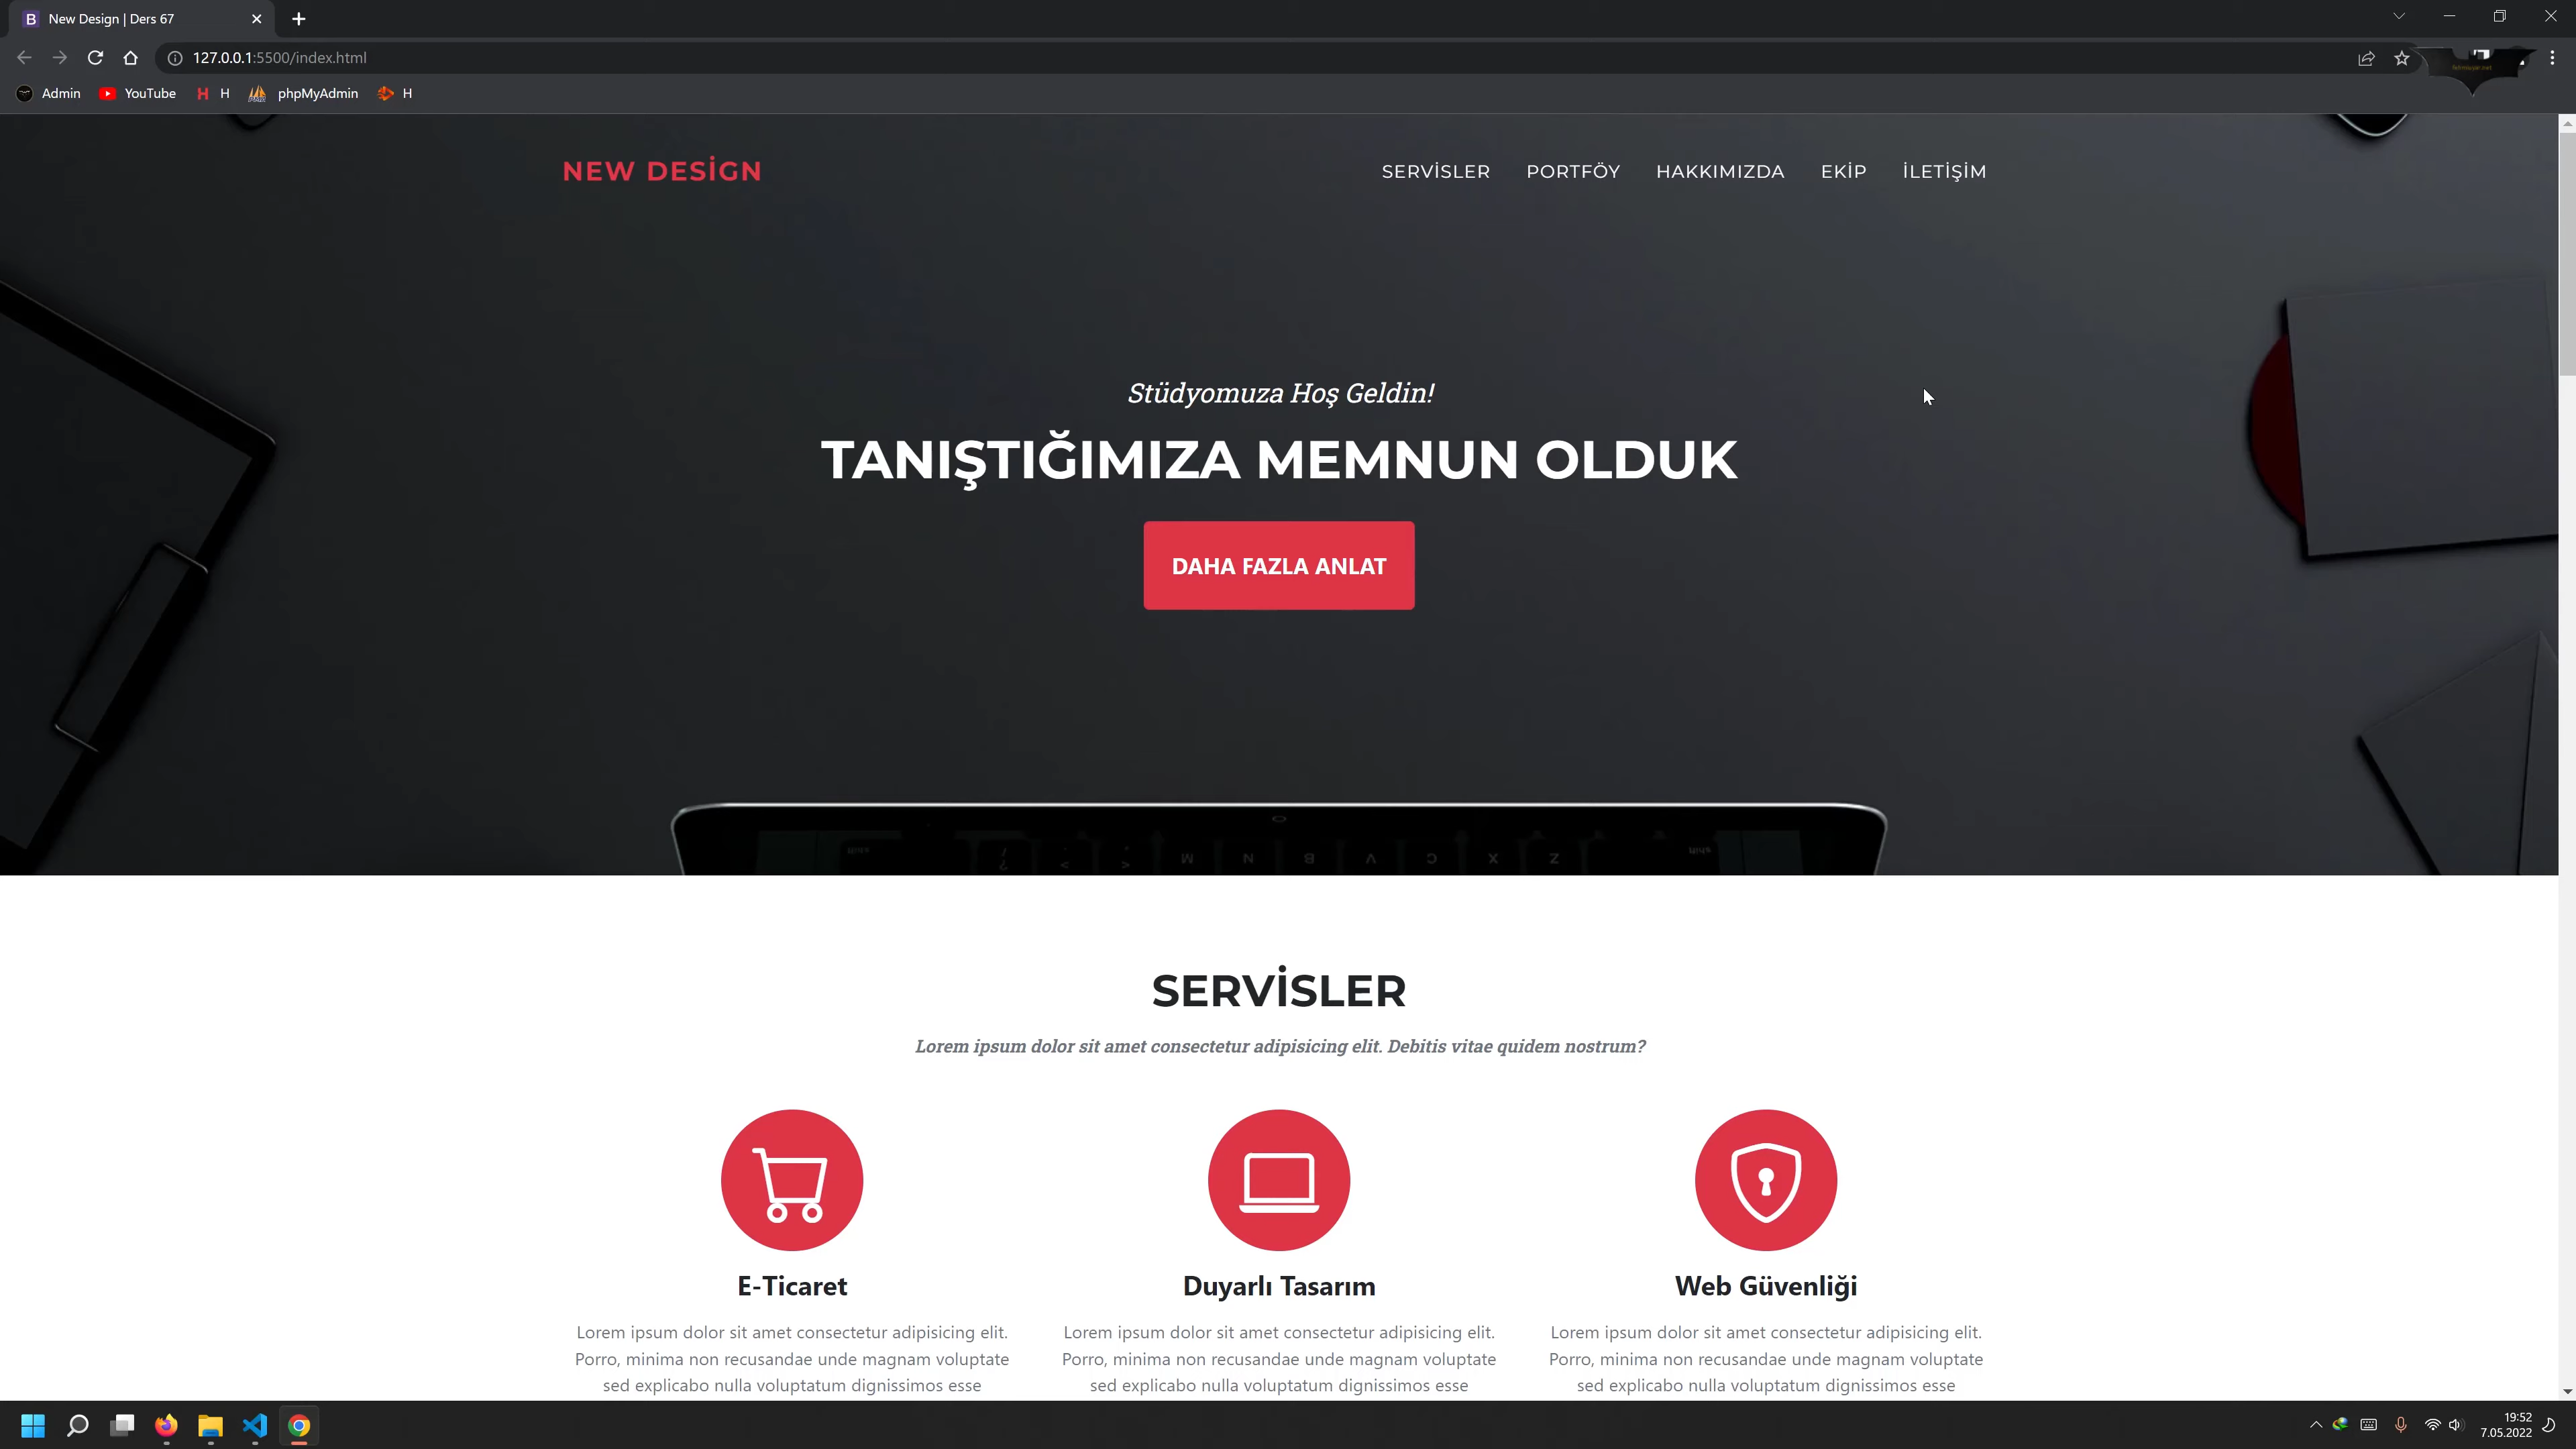 New Design | Ders 67
127.0.0.1:5500/index.html
Admin YouTube H phpMyAdmin H
NEW DESİGN SERVİSLER PORTFÖY HAKKIMIZDA EKİP İLETİŞİM
Stüdyomuza Hoş Geldin!
TANIŞTIĞIMIZA MEMNUN OLDUK
DAHA FAZLA ANLAT
SERVİSLER
Lorem ipsum dolor sit amet consectetur adipisicing elit. Debitis vitae quidem nostrum?
E-Ticaret
Lorem ipsum dolor sit amet consectetur adipisicing elit.
Porro, minima non recusandae unde magnam voluptate
sed explicabo nulla voluptatum dignissimos esse
Duyarlı Tasarım
Lorem ipsum dolor sit amet consectetur adipisicing elit.
Porro, minima non recusandae unde magnam voluptate
sed explicabo nulla voluptatum dignissimos esse
Web Güvenliği
Lorem ipsum dolor sit amet consectetur adipisicing elit.
Porro, minima non recusandae unde magnam voluptate
sed explicabo nulla voluptatum dignissimos esse
19:52
7.05.2022